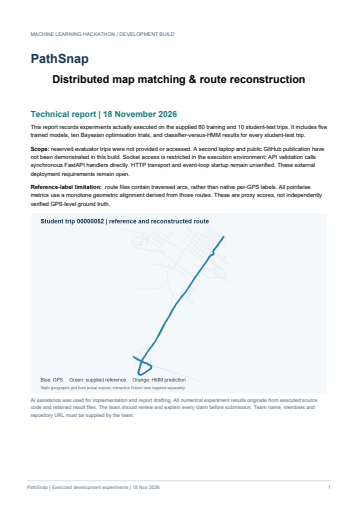 MACHINE LEARNING HACKATHON / DEVELOPMENT BUILD
PathSnap
Distributed map matching & route reconstruction
Technical report | 18 November 2026
This report records experiments actually executed on the supplied 80 training and 10 student-test trips. It includes five
trained models, ten Bayesian optimisation trials, and classifier-versus-HMM results for every student-test trip.
Scope: reserved evaluator trips were not provided or accessed. A second laptop and public GitHub publication have
not been demonstrated in this build. Socket access is restricted in the execution environment; API validation calls
synchronous FastAPI handlers directly. HTTP transport and event-loop startup remain unverified. These external
deployment requirements remain open.
Reference-label limitation: .route files contain traversed arcs, rather than native per-GPS labels. All pointwise
metrics use a monotone geometric alignment derived from those routes. These are proxy scores, not independently
verified GPS-level ground truth.
Student trip 00000052 | reference and reconstructed route
Blue: GPS Green: supplied reference Orange: HMM prediction
Static geographic plot from actual outputs; interactive Folium view supplied separately.
AI assistance was used for implementation and report drafting. All numerical experiment results originate from executed source
code and retained result files. The team should review and explain every claim before submission. Team name, members and
repository URL must be supplied by the team.
PathSnap | Executed development experiments | 18 Nov 2026
1